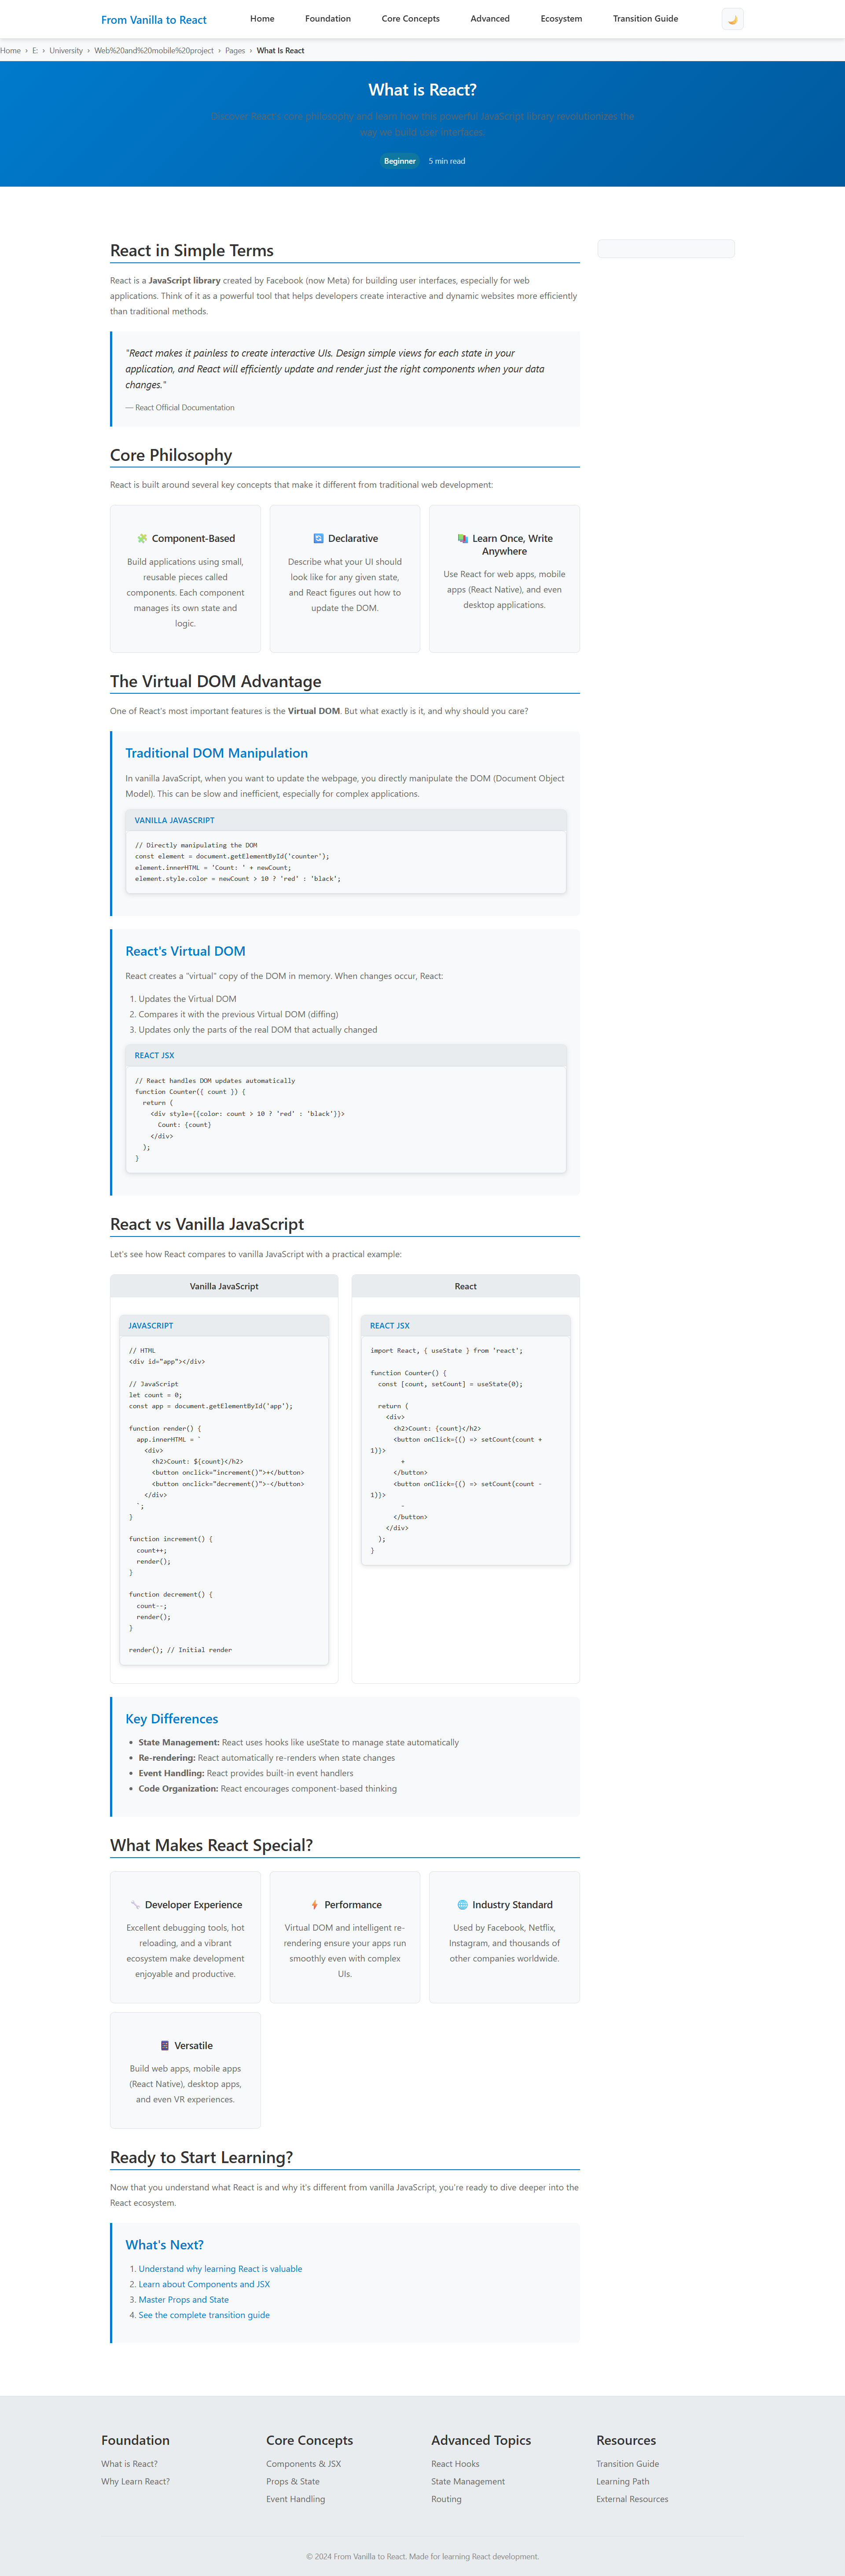 From Vanilla to React
Home
Foundation
Core Concepts
Advanced
Ecosystem
Transition Guide
Home › E: › University › Web%20and%20mobile%20project › Pages › What Is React
What is React?
Discover React's core philosophy and learn how this powerful JavaScript library revolutionizes the
way we build user interfaces.
Beginner
5 min read
React in Simple Terms
React is a JavaScript library created by Facebook (now Meta) for building user interfaces, especially for web
applications. Think of it as a powerful tool that helps developers create interactive and dynamic websites more efficiently
than traditional methods.
"React makes it painless to create interactive UIs. Design simple views for each state in your
application, and React will efficiently update and render just the right components when your data
changes."
— React Official Documentation
Core Philosophy
React is built around several key concepts that make it different from traditional web development:
Component-Based
Build applications using small,
reusable pieces called
components. Each component
manages its own state and
logic.
Declarative
Describe what your UI should
look like for any given state,
and React figures out how to
update the DOM.
Learn Once, Write
Anywhere
Use React for web apps, mobile
apps (React Native), and even
desktop applications.
The Virtual DOM Advantage
One of React's most important features is the Virtual DOM. But what exactly is it, and why should you care?
Traditional DOM Manipulation
In vanilla JavaScript, when you want to update the webpage, you directly manipulate the DOM (Document Object
Model). This can be slow and inefficient, especially for complex applications.
VANILLA JAVASCRIPT
// Directly manipulating the DOM
const element = document.getElementById('counter');
element.innerHTML = 'Count: ' + newCount;
element.style.color = newCount > 10 ? 'red' : 'black';
React's Virtual DOM
React creates a "virtual" copy of the DOM in memory. When changes occur, React:
1. Updates the Virtual DOM
2. Compares it with the previous Virtual DOM (diffing)
3. Updates only the parts of the real DOM that actually changed
REACT JSX
// React handles DOM updates automatically
function Counter({ count }) {
  return (
    <div style={{color: count > 10 ? 'red' : 'black'}}>
      Count: {count}
    </div>
  );
}
React vs Vanilla JavaScript
Let's see how React compares to vanilla JavaScript with a practical example:
Vanilla JavaScript
JAVASCRIPT
// HTML
<div id="app"></div>
// JavaScript
let count = 0;
const app = document.getElementById('app');
function render() {
  app.innerHTML = `
    <div>
      <h2>Count: ${count}</h2>
      <button onclick="increment()">+</button>
      <button onclick="decrement()">-</button>
    </div>
  `;
}
function increment() {
  count++;
  render();
}
function decrement() {
  count--;
  render();
}
render(); // Initial render
React
REACT JSX
import React, { useState } from 'react';
function Counter() {
  const [count, setCount] = useState(0);
  return (
    <div>
      <h2>Count: {count}</h2>
      <button onClick={() => setCount(count +
1)}>
        +
      </button>
      <button onClick={() => setCount(count -
1)}>
        -
      </button>
    </div>
  );
}
Key Differences
• State Management: React uses hooks like useState to manage state automatically
• Re-rendering: React automatically re-renders when state changes
• Event Handling: React provides built-in event handlers
• Code Organization: React encourages component-based thinking
What Makes React Special?
Developer Experience
Excellent debugging tools, hot
reloading, and a vibrant
ecosystem make development
enjoyable and productive.
Performance
Virtual DOM and intelligent re-
rendering ensure your apps run
smoothly even with complex
UIs.
Industry Standard
Used by Facebook, Netflix,
Instagram, and thousands of
other companies worldwide.
Versatile
Build web apps, mobile apps
(React Native), desktop apps,
and even VR experiences.
Ready to Start Learning?
Now that you understand what React is and why it's different from vanilla JavaScript, you're ready to dive deeper into the
React ecosystem.
What's Next?
1. Understand why learning React is valuable
2. Learn about Components and JSX
3. Master Props and State
4. See the complete transition guide
Foundation
What is React?
Why Learn React?
Core Concepts
Components & JSX
Props & State
Event Handling
Advanced Topics
React Hooks
State Management
Routing
Resources
Transition Guide
Learning Path
External Resources
© 2024 From Vanilla to React. Made for learning React development.